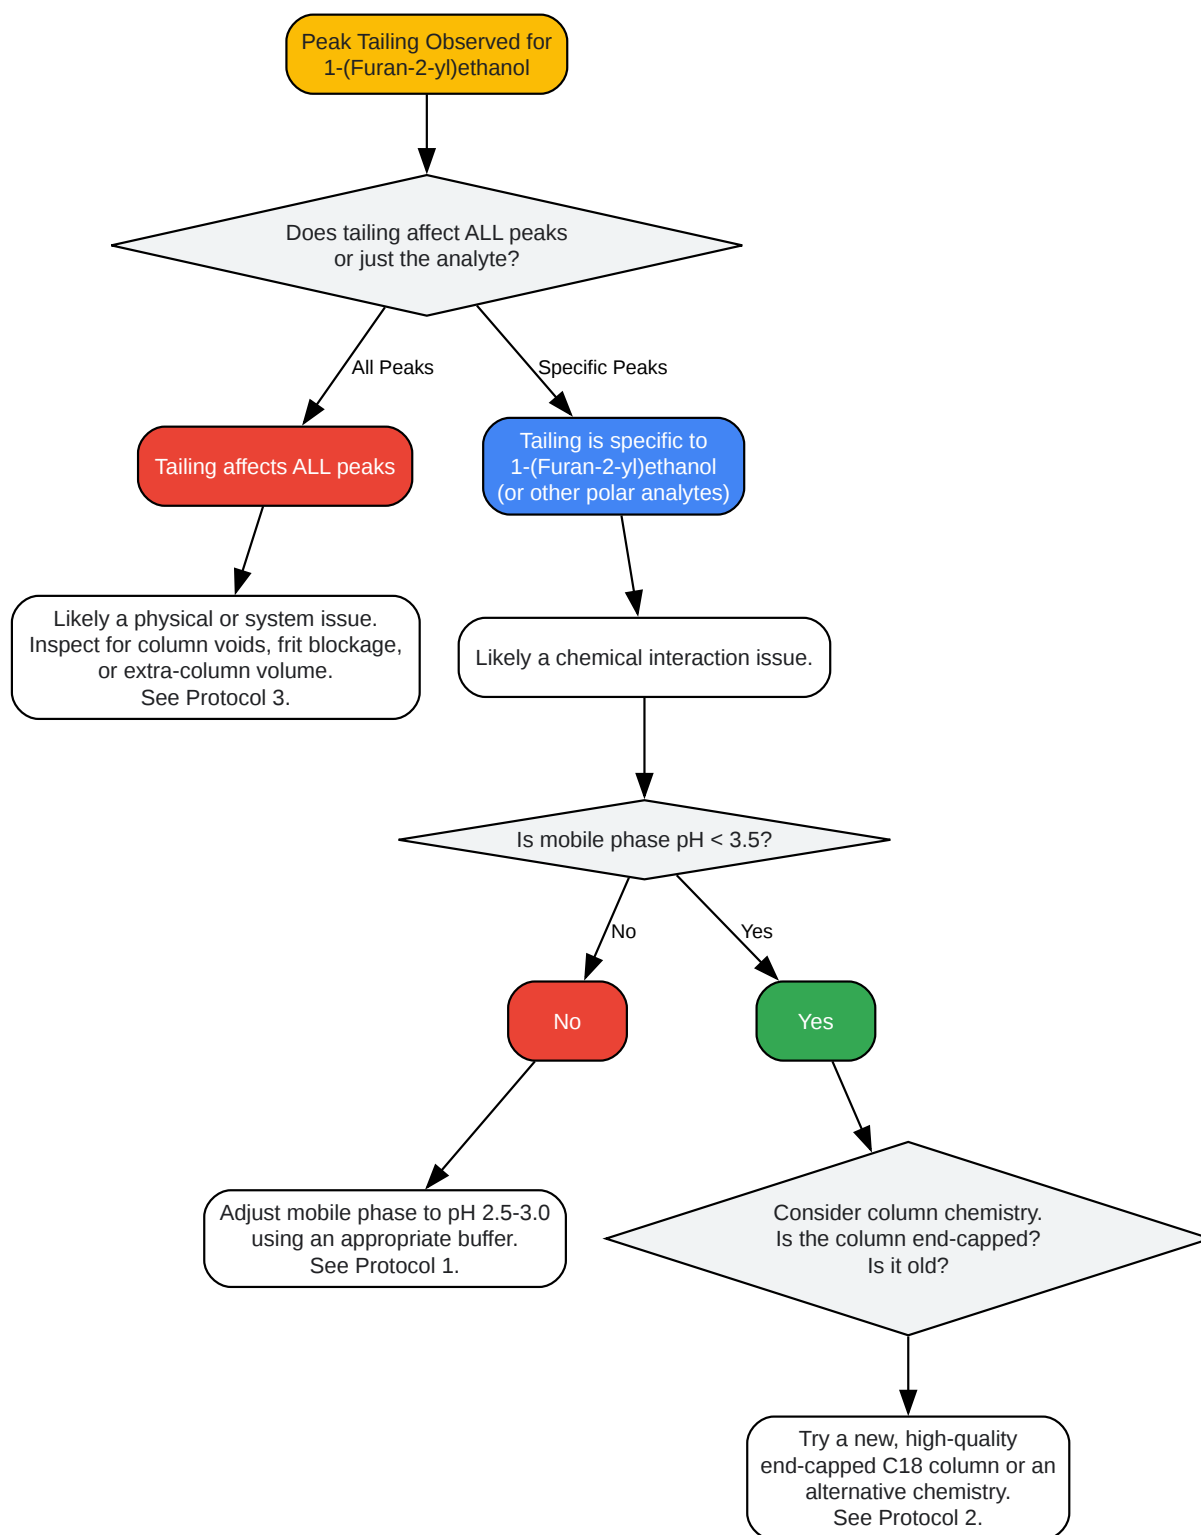 Peak Tailing Observed for
1-(Furan-2-yl)ethanol
Does tailing affect ALL peaks
or just the analyte?
All Peaks
Specific Peaks
Tailing affects ALL peaks
Tailing is specific to
1-(Furan-2-yl)ethanol
(or other polar analytes)
Likely a physical or system issue.
Inspect for column voids, frit blockage,
or extra-column volume.
See Protocol 3.
Likely a chemical interaction issue.
Is mobile phase pH < 3.5?
No
Yes
No
Yes
Adjust mobile phase to pH 2.5-3.0
using an appropriate buffer.
See Protocol 1.
Consider column chemistry.
Is the column end-capped?
Is it old?
Try a new, high-quality
end-capped C18 column or an
alternative chemistry.
See Protocol 2.